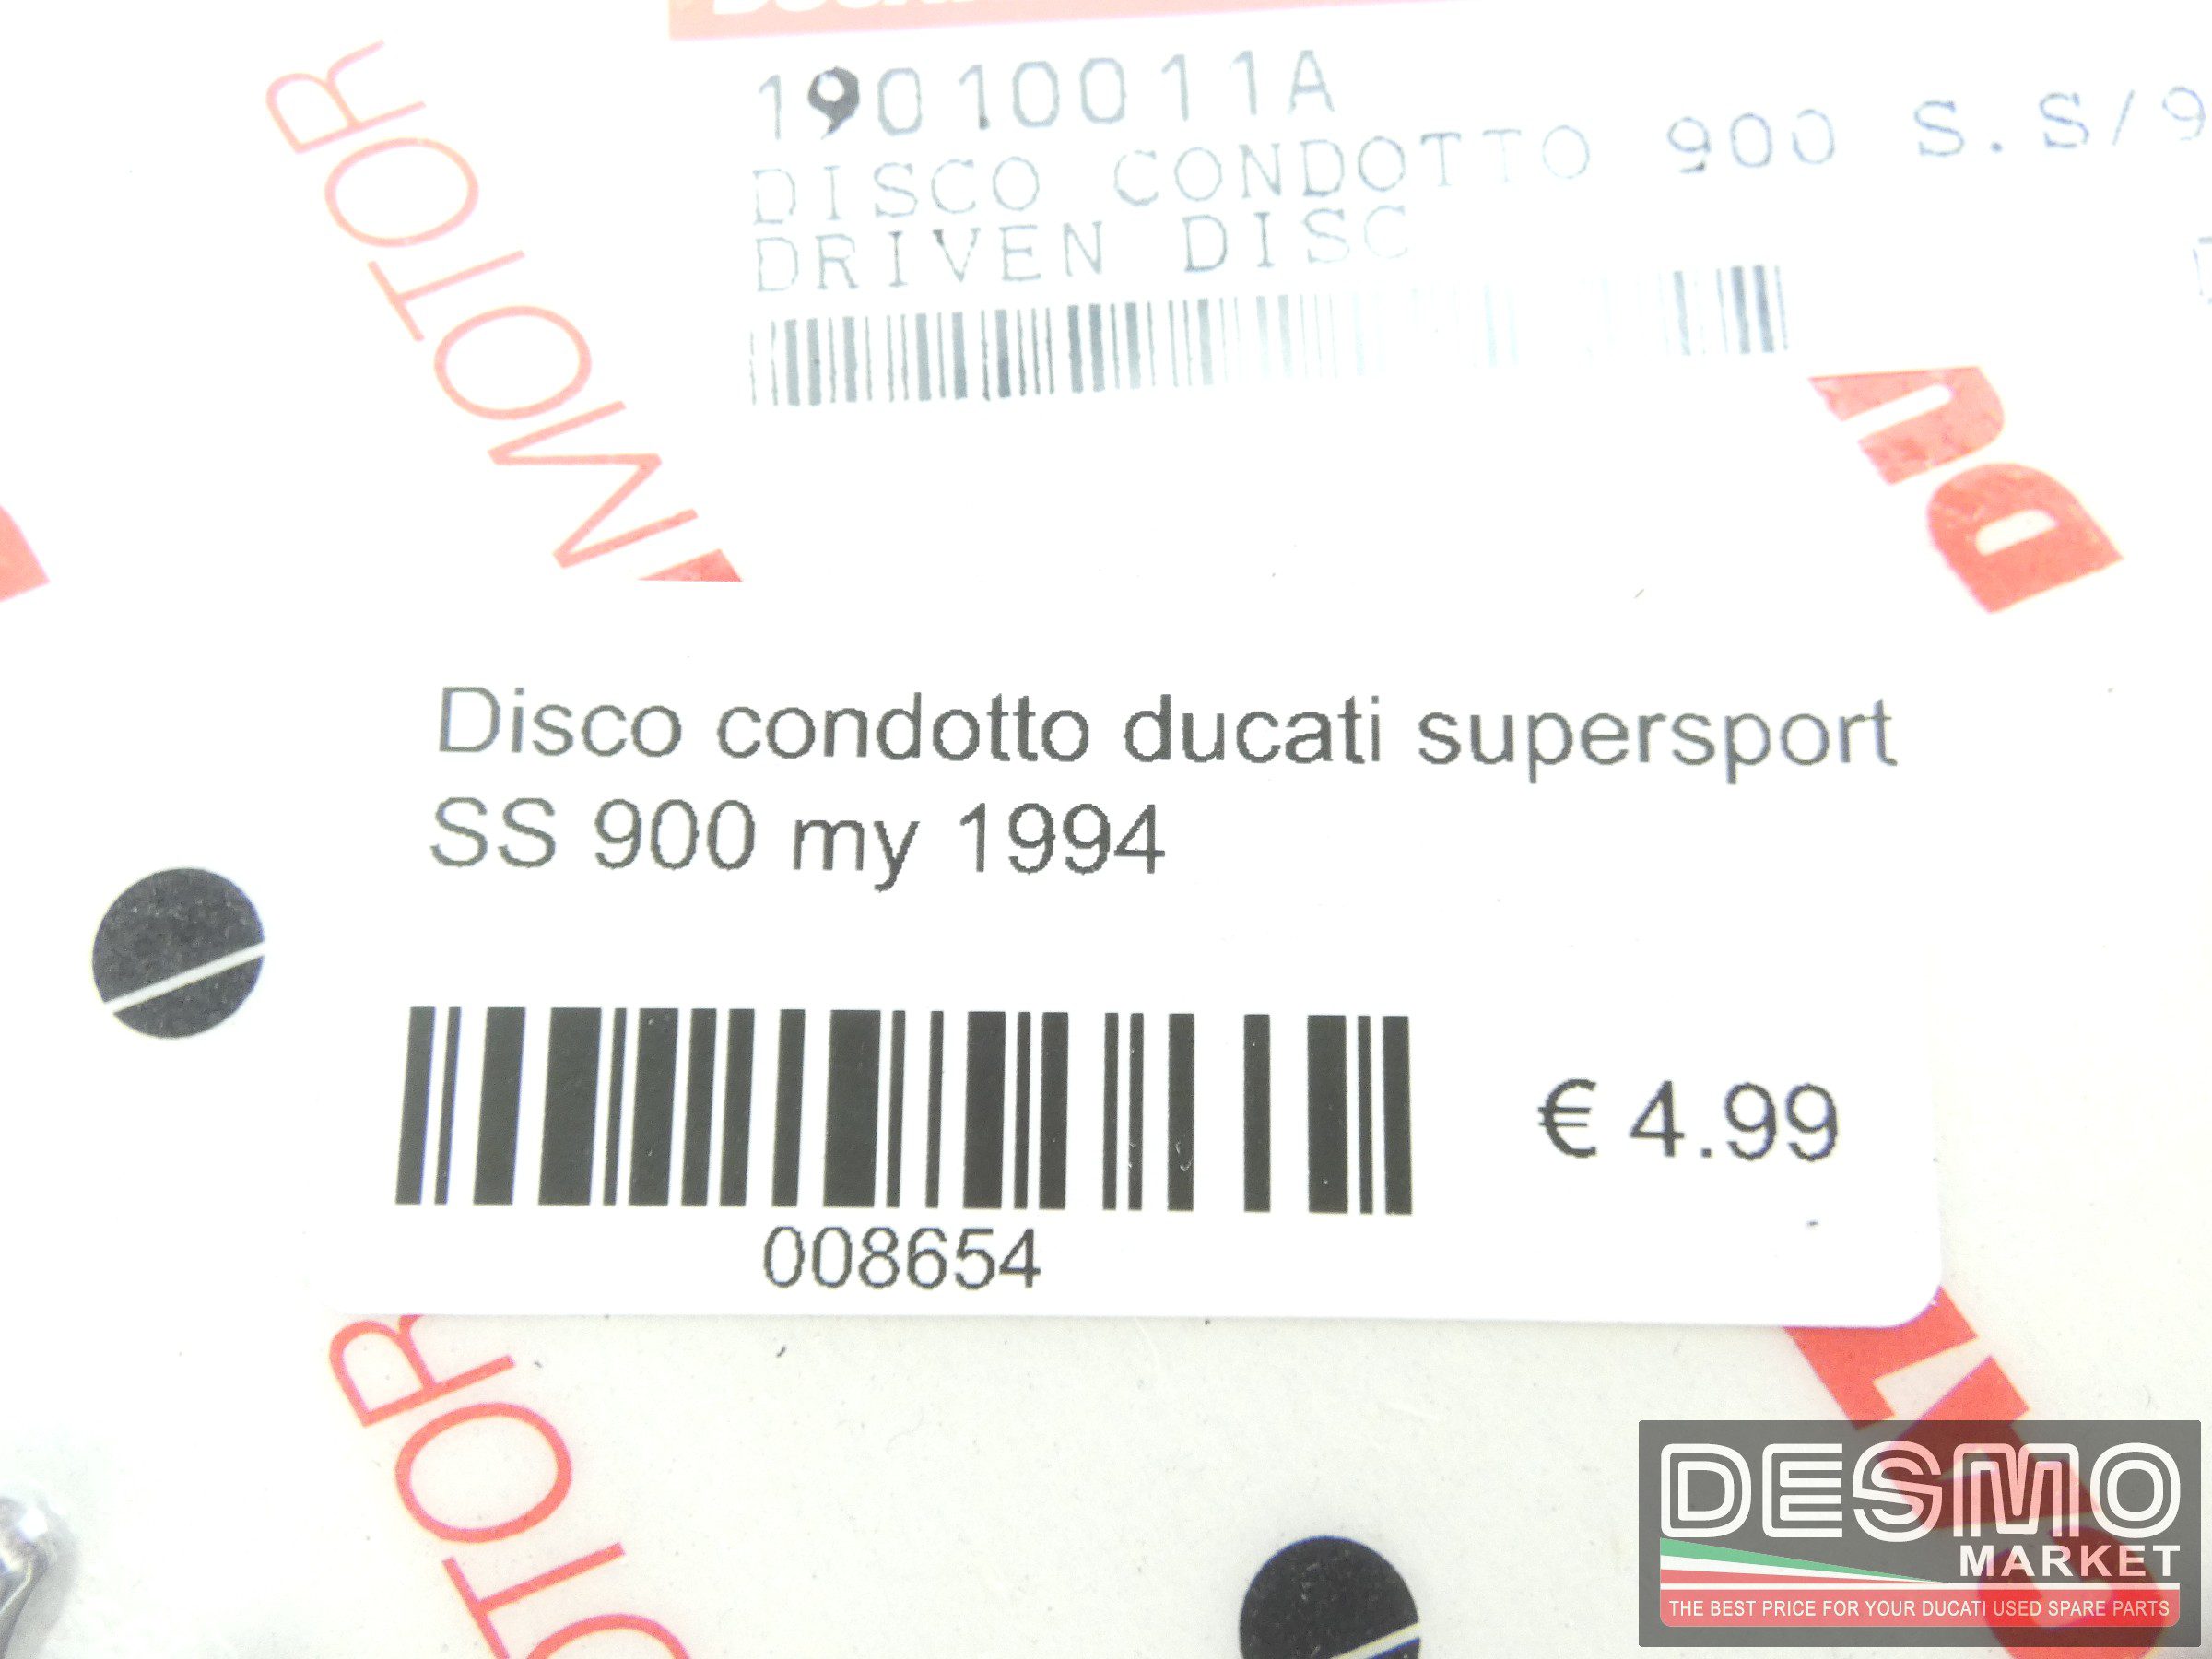 19010011A
DISCO CONDOTTO 900 S.S/9
DRIVEN DISC
MOTOR
Disco condotto ducati supersport
SS 900 my 1994
€ 4.99
008654
MOTOR
DESMO
MARKET
THE BEST PRICE FOR YOUR DUCATI USED SPARE PARTS